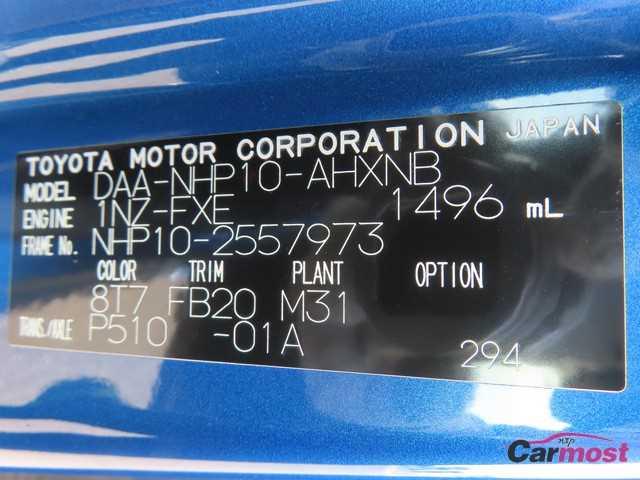 TOYOTA MOTOR CORPORATION JAPAN
MODEL DAA-NHP10-AHXNB
ENGINE 1NZ-FXE 1496 mL
FRAME No. NHP10-2557973
COLOR TRIM PLANT OPTION
8T7 FB20 M31
TRANS./AXLE P510 -01A
294
Carmost